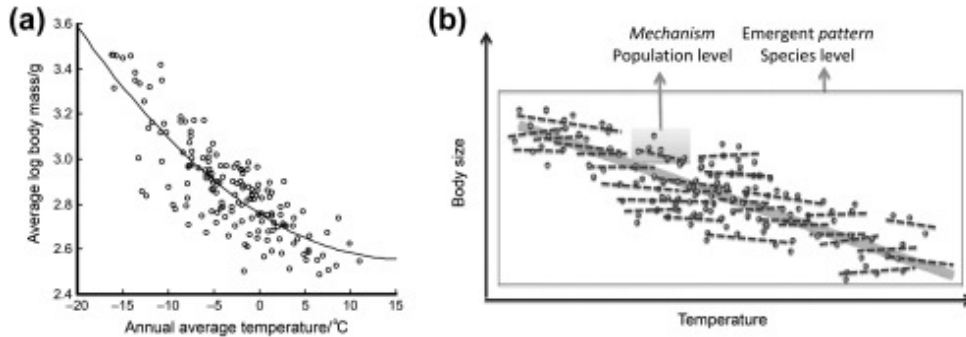 (a)
Average log body mass/g
3.6
3.4
3.2
3.0
2.8
2.6
2.4
−20
−15
−10
−5
0
5
10
15
Annual average temperature/°C
(b)
Mechanism
Population level
Emergent pattern
Species level
Body size
Temperature